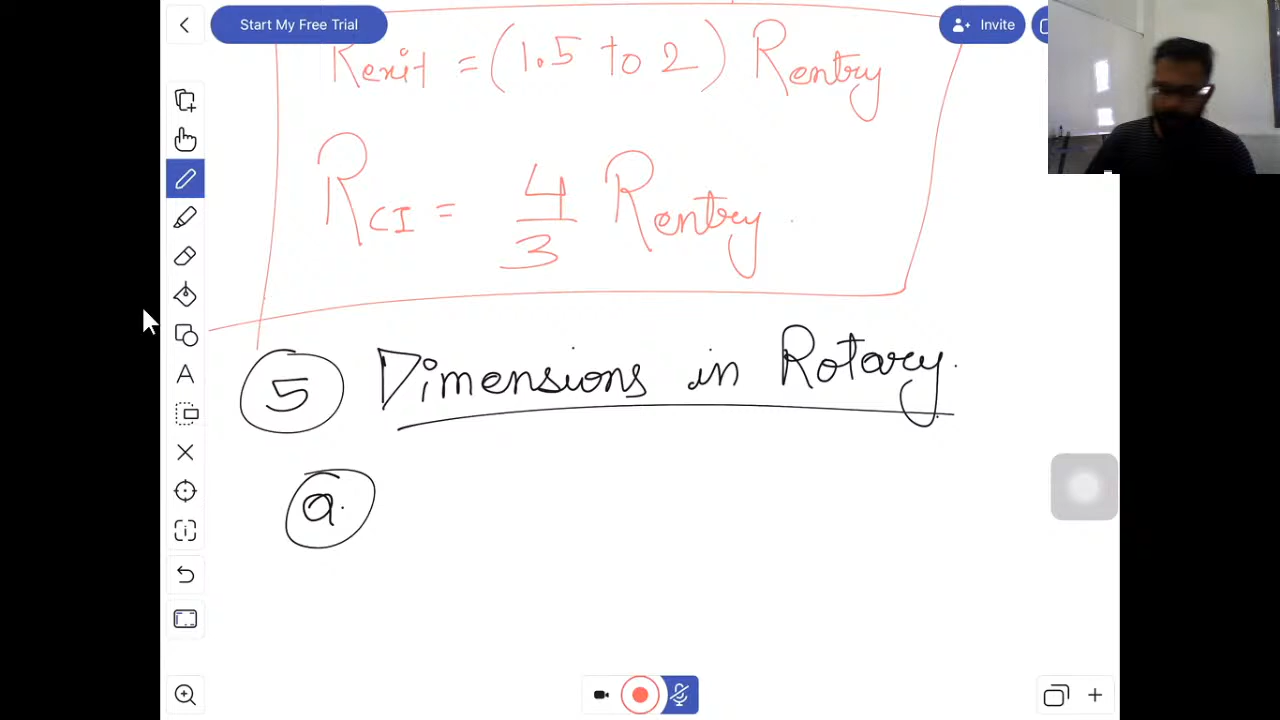 Start My Free Trial
Invite
Rexit = (1.5 to 2) Rentry
RCI = 4/3 Rentry
5 Dimensions in Rotary.
a.
A